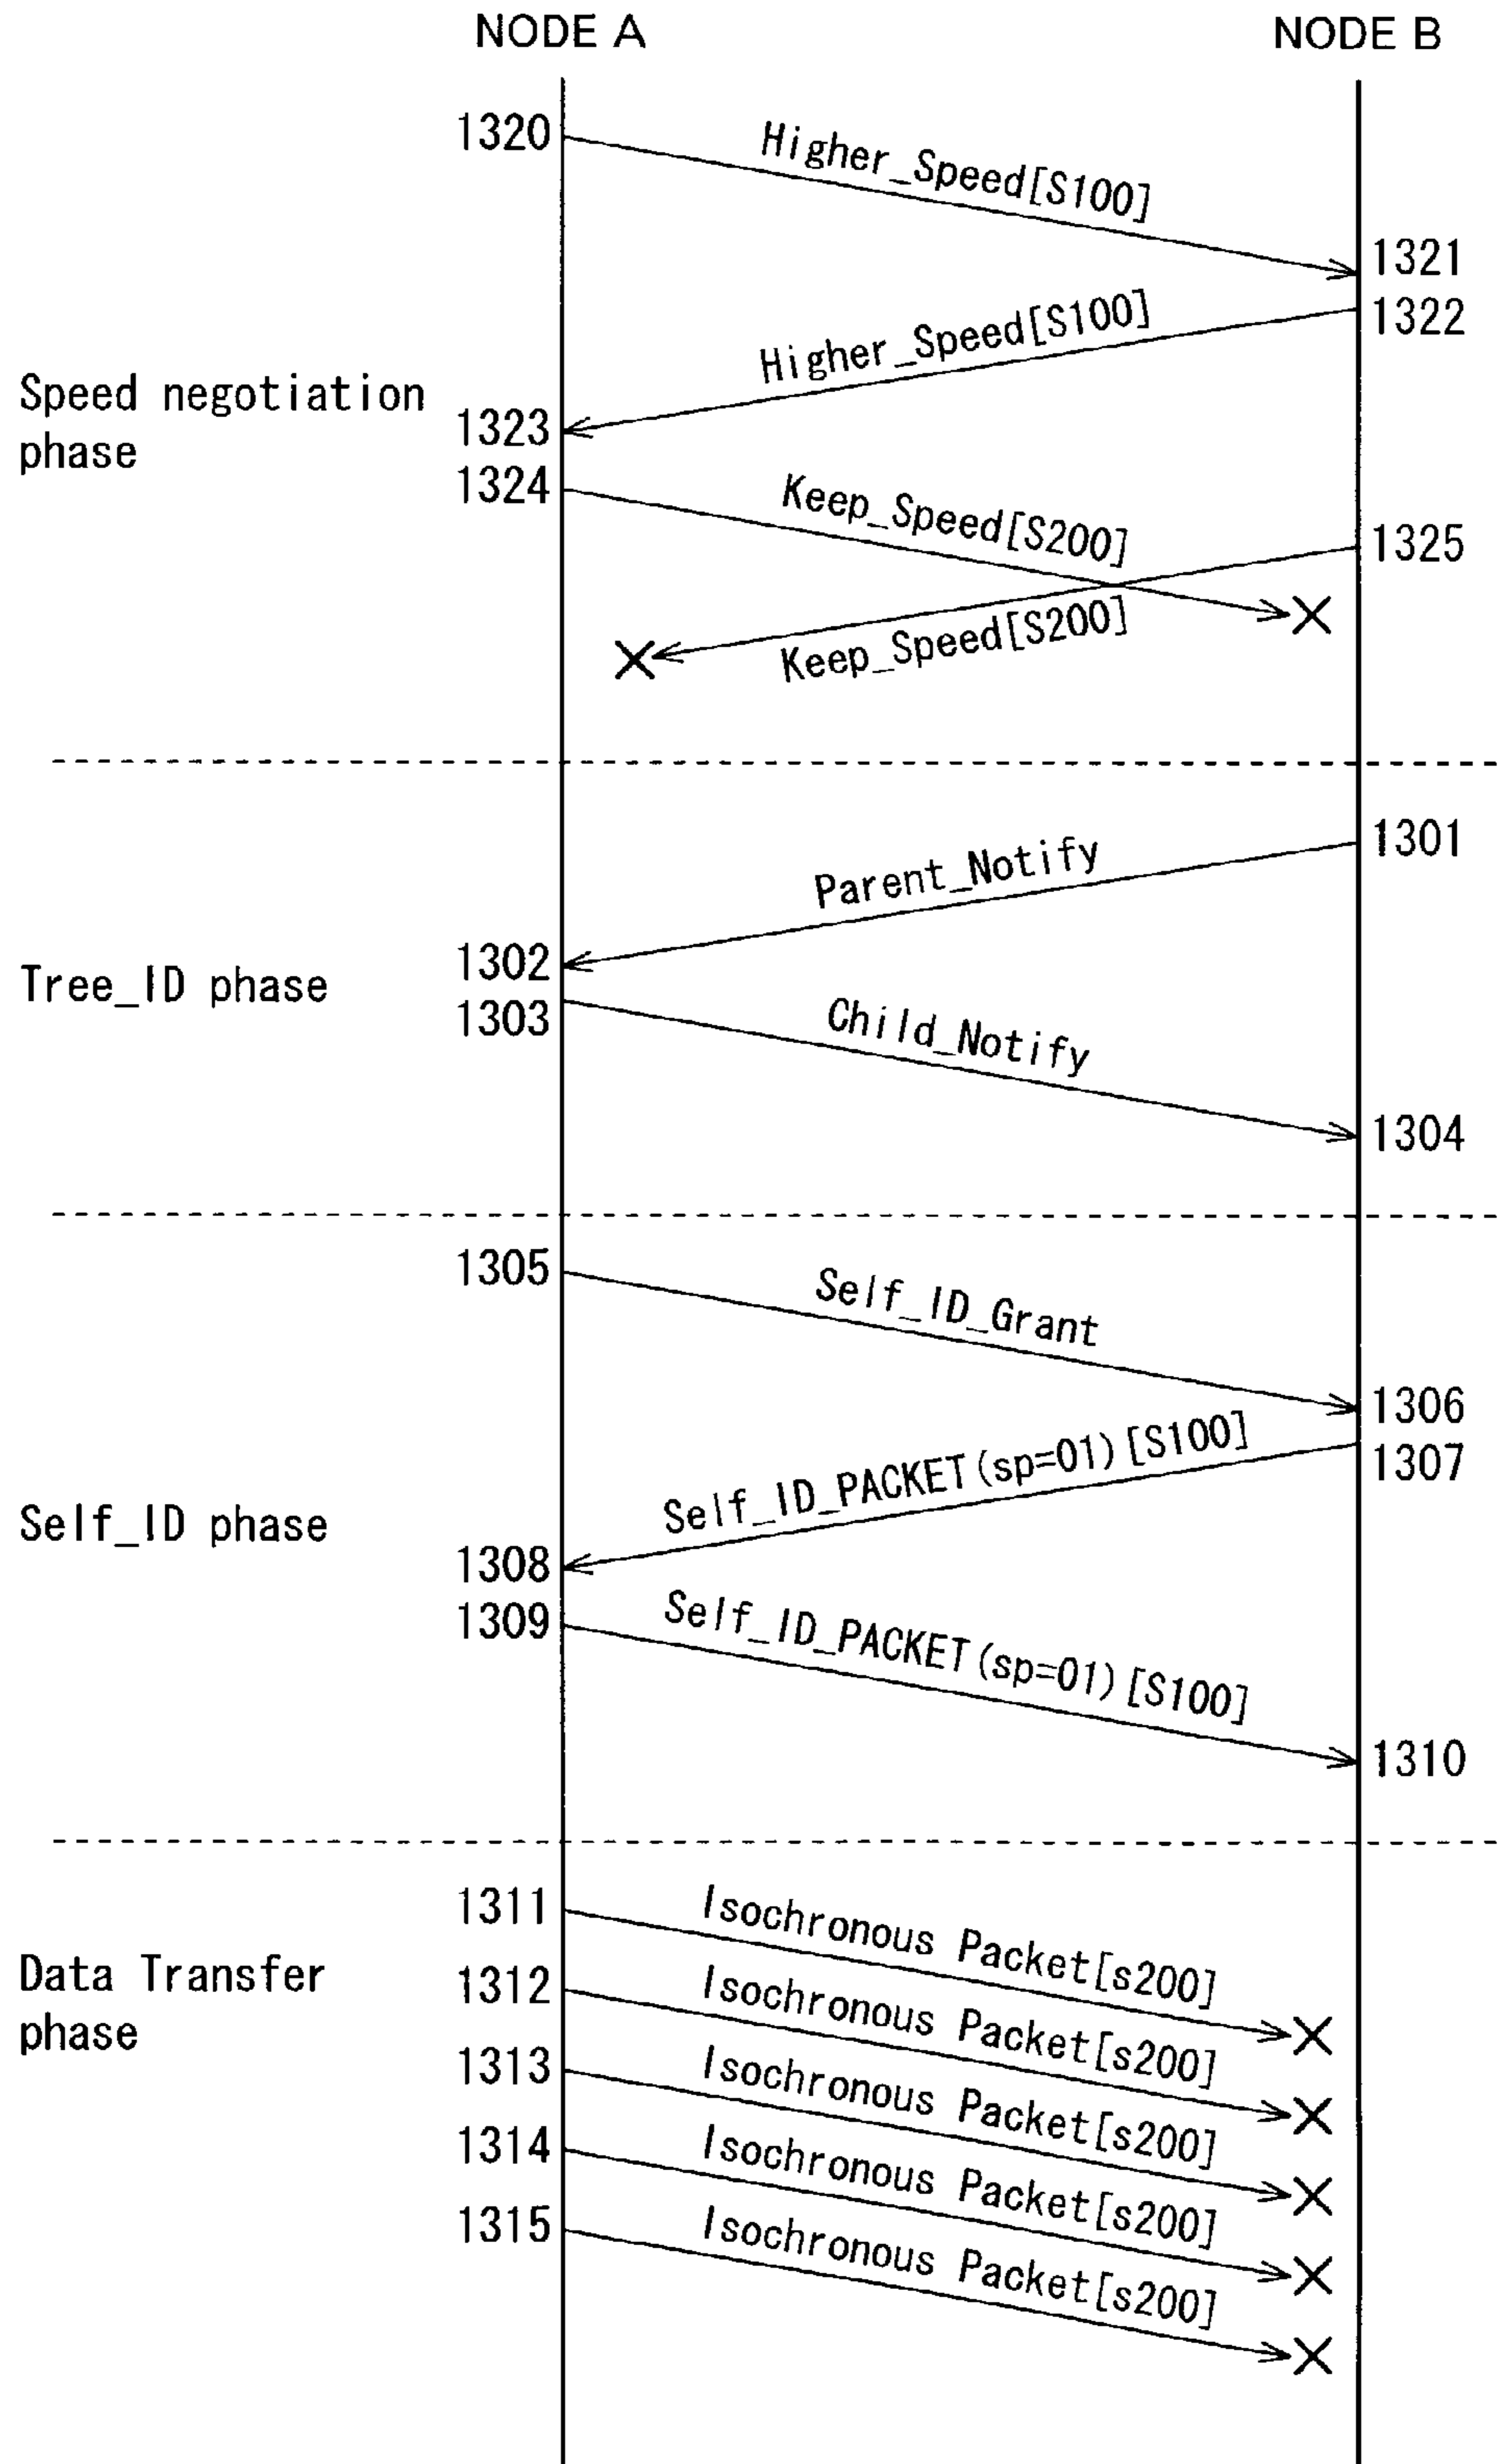 NODE A
NODE B
1320
Higher_Speed[S100]
1321
Higher_Speed[S100]
1322
Speed negotiation
phase
1323
1324
Keep_Speed[S200]
1325
Keep_Speed[S200]
Parent_Notify
1301
1302
Tree_ID phase
1303
Child_Notify
1304
1305
Self_ID_Grant
1306
Self_ID_PACKET(sp=01)[S100]
1307
Self_ID phase
1308
1309
Self_ID_PACKET(sp=01)[S100]
1310
1311
Isochronous Packet[s200]
Data Transfer
phase
1312
Isochronous Packet[s200]
1313
Isochronous Packet[s200]
1314
Isochronous Packet[s200]
1315
Isochronous Packet[s200]